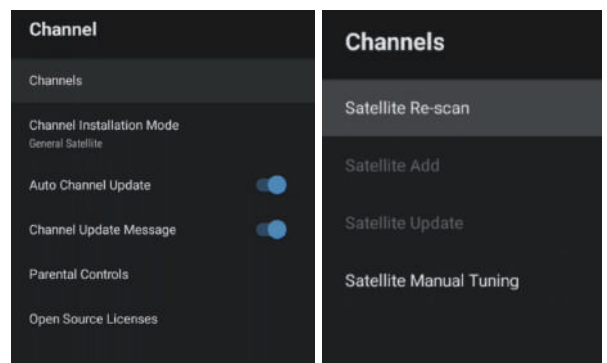 Channel
Channels
Channel Installation Mode
General Satellite
Auto Channel Update
Channel Update Message
Parental Controls
Open Source Licenses
Channels
Satellite Re-scan
Satellite Add
Satellite Update
Satellite Manual Tuning